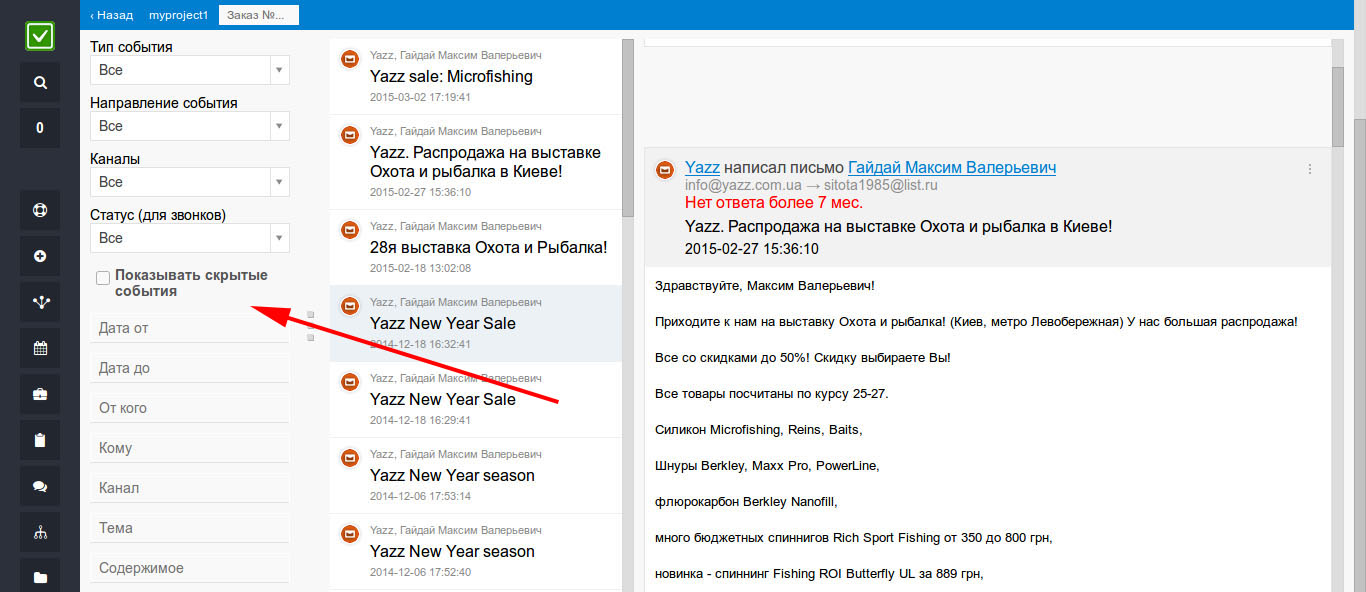 ‹ Назад myproject1 Заказ №...
0
Тип события
Все
Направление события
Все
Каналы
Все
Статус (для звонков)
Все
Показывать скрытые
события
Дата от
Дата до
От кого
Кому
Канал
Тема
Содержимое
Yazz, Гайдай Максим Валерьевич
Yazz sale: Microfishing
2015-03-02 17:19:41
Yazz, Гайдай Максим Валерьевич
Yazz. Распродажа на выставке
Охота и рыбалка в Киеве!
2015-02-27 15:36:10
Yazz, Гайдай Максим Валерьевич
28я выставка Охота и Рыбалка!
2015-02-18 13:02:08
Yazz, Гайдай Максим Валерьевич
Yazz New Year Sale
2014-12-18 16:32:41
Yazz, Гайдай Максим Валерьевич
Yazz New Year Sale
2014-12-18 16:29:41
Yazz, Гайдай Максим Валерьевич
Yazz New Year season
2014-12-06 17:53:14
Yazz, Гайдай Максим Валерьевич
Yazz New Year season
2014-12-06 17:52:40
Yazz написал письмо Гайдай Максим Валерьевич
info@yazz.com.ua → sitota1985@list.ru
Нет ответа более 7 мес.
Yazz. Распродажа на выставке Охота и рыбалка в Киеве!
2015-02-27 15:36:10
Здравствуйте, Максим Валерьевич!
Приходите к нам на выставку Охота и рыбалка! (Киев, метро Левобережная) У нас большая распродажа!
Все со скидками до 50%! Скидку выбираете Вы!
Все товары посчитаны по курсу 25-27.
Силикон Microfishing, Reins, Baits,
Шнуры Berkley, Maxx Pro, PowerLine,
флюрокарбон Berkley Nanofill,
много бюджетных спиннигов Rich Sport Fishing от 350 до 800 грн,
новинка - спиннинг Fishing ROI Butterfly UL за 889 грн,